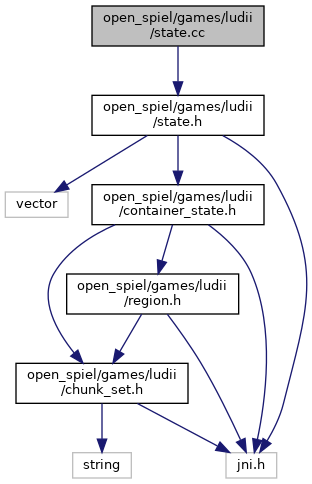 open_spiel/games/ludii
/state.cc
open_spiel/games/ludii
/state.h
vector
open_spiel/games/ludii
/container_state.h
open_spiel/games/ludii
/region.h
open_spiel/games/ludii
/chunk_set.h
string
jni.h